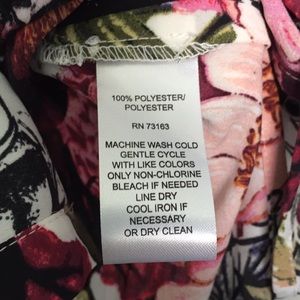 100% POLYESTER/
POLYESTER
RN 73163
MACHINE WASH COLD
GENTLE CYCLE
WITH LIKE COLORS
ONLY NON-CHLORINE
BLEACH IF NEEDED
LINE DRY
COOL IRON IF
NECESSARY
OR DRY CLEAN